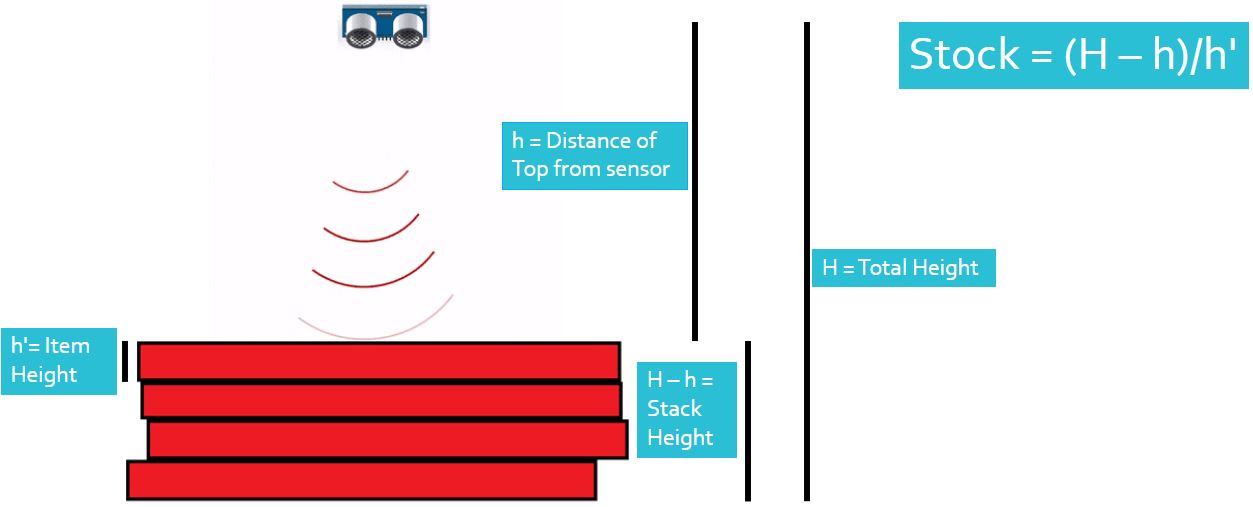 Stock = (H – h)/h'
h = Distance of
Top from sensor
H = Total Height
h'= Item
Height
H – h =
Stack
Height